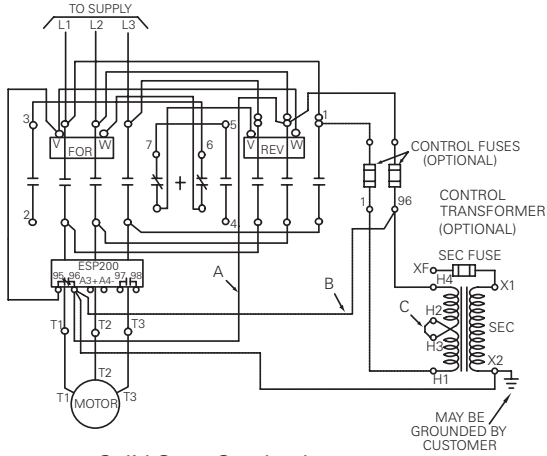 TO SUPPLY
L1 L2 L3
3 V FOR W 7 6 5 V REV W 1
+
2 4
CONTROL FUSES
(OPTIONAL)
1 96
CONTROL
TRANSFORMER
(OPTIONAL)
ESP200
95 96 A3+A4- 97 98
A
B
C
SEC FUSE
XF
H4 X1
H2
SEC
H3
X2
H1
T1 T2 T3
T1 T2 T3
MOTOR
MAY BE
GROUNDED BY
CUSTOMER